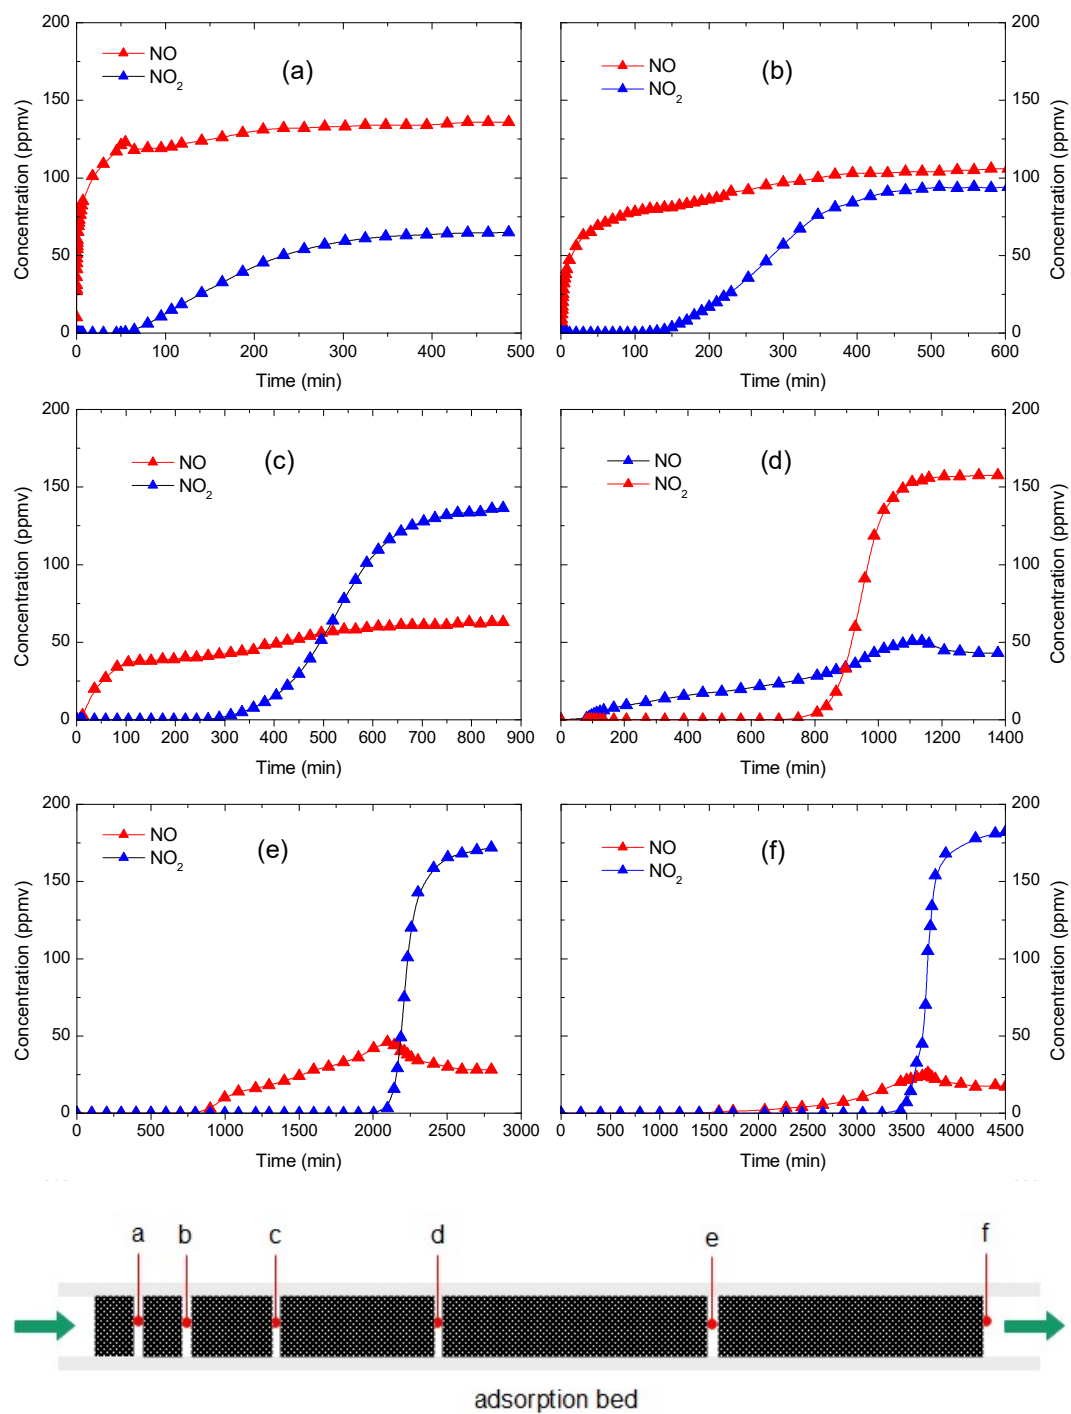 200
150
100
50
0
Concentration (ppmv)
NO
NO2
(a)
0 100 200 300 400 500
Time (min)
NO
NO2
(b)
200
150
100
50
0
Concentration (ppmv)
0 100 200 300 400 500 600
Time (min)
200
150
100
50
0
Concentration (ppmv)
NO
NO2
(c)
0 100 200 300 400 500 600 700 800 900
Time (min)
NO
NO2
(d)
200
150
100
50
0
Concentration (ppmv)
0 200 400 600 800 1000 1200 1400
Time (min)
200
150
100
50
0
Concentration (ppmv)
NO
NO2
(e)
0 500 1000 1500 2000 2500 3000
Time (min)
NO
NO2
(f)
200
150
100
50
0
Concentration (ppmv)
0 500 1000 1500 2000 2500 3000 3500 4000 4500
Time (min)
a b c d e f
adsorption bed